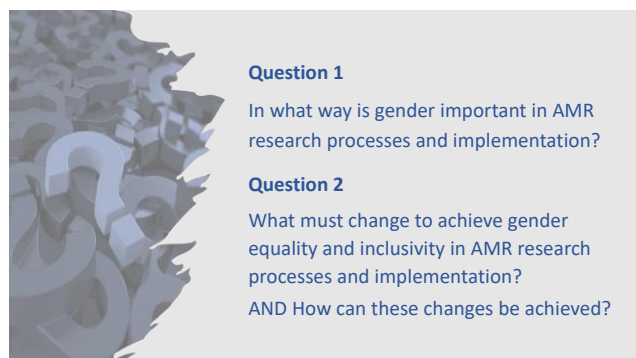 Question 1
In what way is gender important in AMR
research processes and implementation?
Question 2
What must change to achieve gender
equality and inclusivity in AMR research
processes and implementation?
AND How can these changes be achieved?